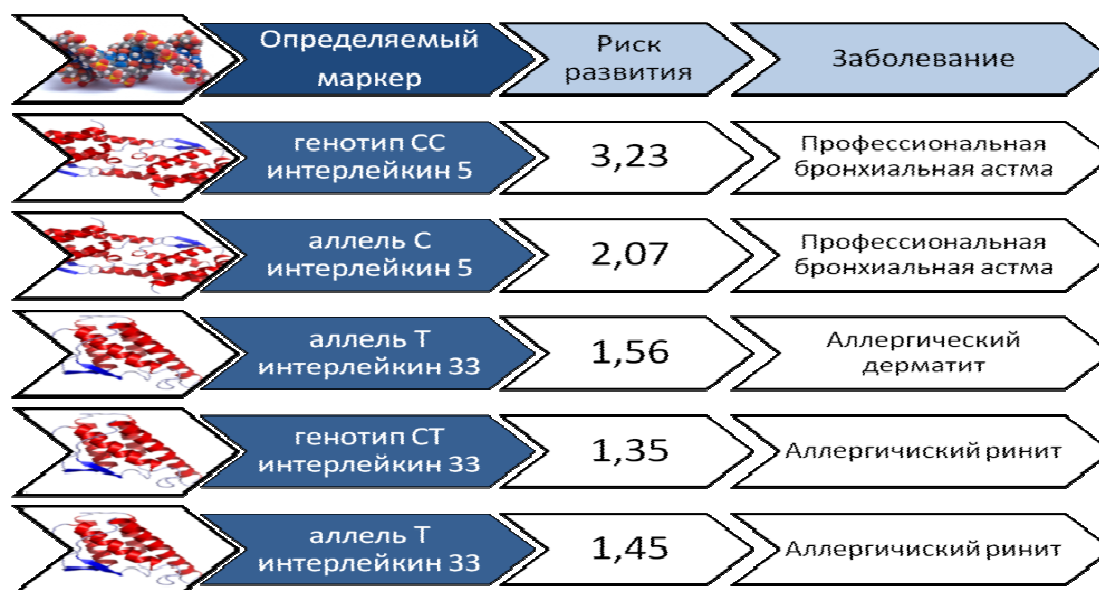 Определяемый маркер
Риск развития
Заболевание
генотип СС
интерлейкин 5
3,23
Профессиональная
бронхиальная астма
аллель С
интерлейкин 5
2,07
Профессиональная
бронхиальная астма
аллель Т
интерлейкин 33
1,56
Аллергический
дерматит
генотип СТ
интерлейкин 33
1,35
Аллергичиский ринит
аллель Т
интерлейкин 33
1,45
Аллергичиский ринит